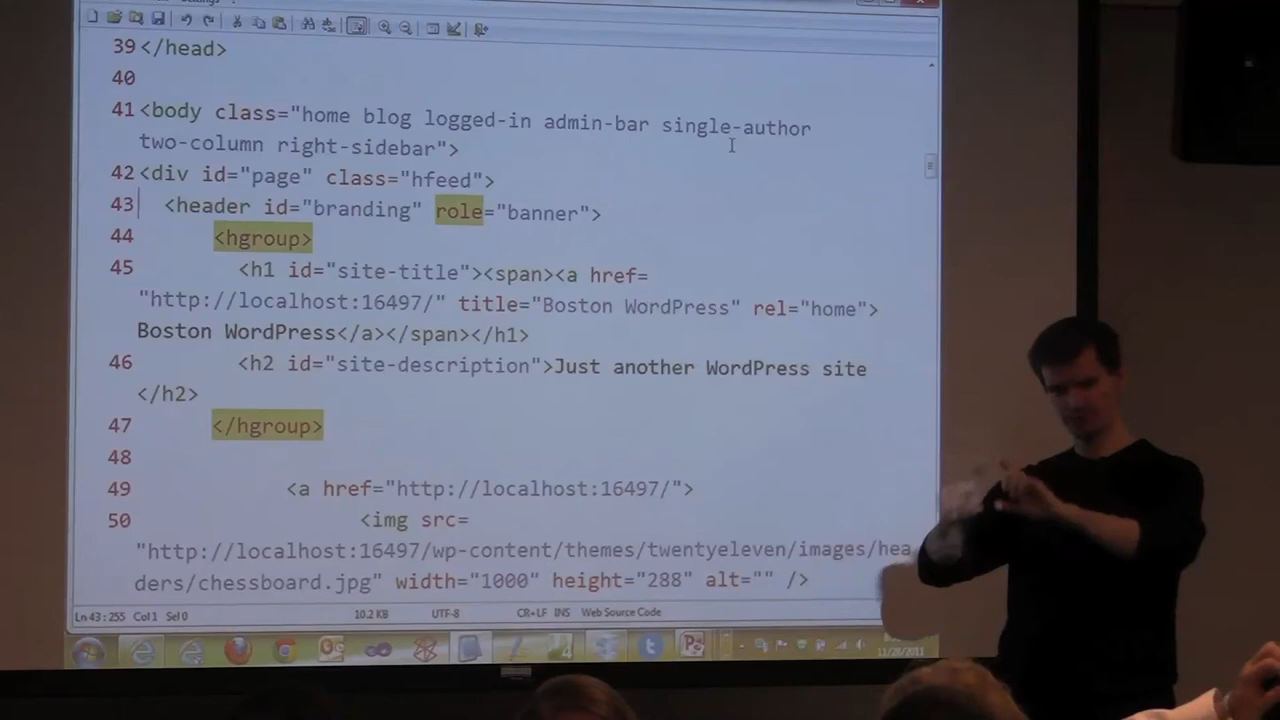 39 </head>
40
41 <body class="home blog logged-in admin-bar single-author
two-column right-sidebar">
42 <div id="page" class="hfeed">
43 <header id="branding" role="banner">
44 <hgroup>
45 <h1 id="site-title"><span><a href=
"http://localhost:16497/" title="Boston WordPress" rel="home">
Boston WordPress</a></span></h1>
46 <h2 id="site-description">Just another WordPress site
</h2>
47 </hgroup>
48
49 <a href="http://localhost:16497/">
50 <img src=
"http://localhost:16497/wp-content/themes/twentyeleven/images/hea
ders/chessboard.jpg" width="1000" height="288" alt="" />
Ln 43 : 255 Col 1 Sel 0 10.2 KB UTF-8 CR+LF INS Web Source Code
11/28/2011